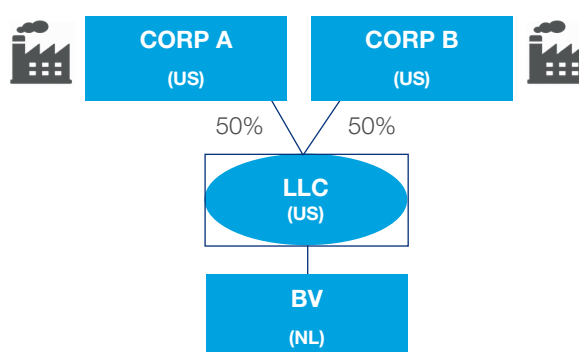 CORP A
(US)
CORP B
(US)
50%
50%
LLC
(US)
BV
(NL)